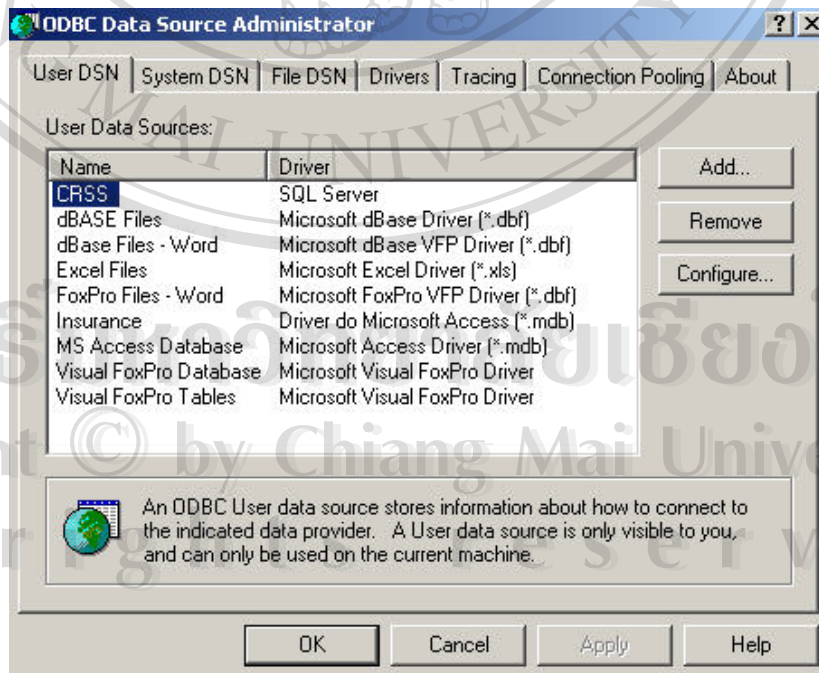 ODBC Data Source Administrator
User DSN System DSN File DSN Drivers Tracing Connection Pooling About
User Data Sources:
Name Driver
CRSS SQL Server
dBASE Files Microsoft dBase Driver (*.dbf)
dBase Files - Word Microsoft dBase VFP Driver (*.dbf)
Excel Files Microsoft Excel Driver (*.xls)
FoxPro Files - Word Microsoft FoxPro VFP Driver (*.dbf)
Insurance Driver do Microsoft Access (*.mdb)
MS Access Database Microsoft Access Driver (*.mdb)
Visual FoxPro Database Microsoft Visual FoxPro Driver
Visual FoxPro Tables Microsoft Visual FoxPro Driver
Add...
Remove
Configure...
An ODBC User data source stores information about how to connect to
the indicated data provider. A User data source is only visible to you,
and can only be used on the current machine.
OK Cancel Apply Help
MAI UNIVERSIT
© by Chiang Mai Unive
rights reserv